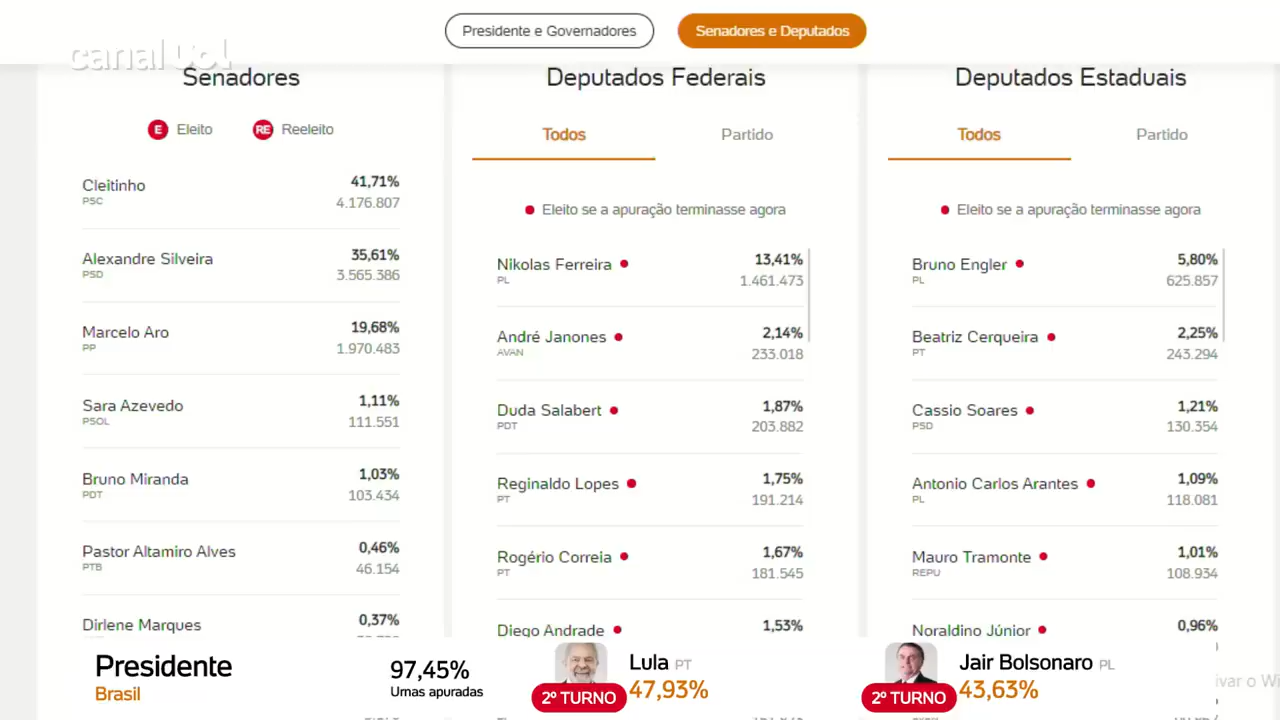 Presidente e Governadores
Senadores e Deputados
canal UOL
Senadores
E Eleito
RE Reeleito
Cleitinho 41,71%
PSC 4.176.807
Alexandre Silveira 35,61%
PSD 3.565.386
Marcelo Aro 19,68%
PP 1.970.483
Sara Azevedo 1,11%
PSOL 111.551
Bruno Miranda 1,03%
PDT 103.434
Pastor Altamiro Alves 0,46%
PTB 46.154
Dirlene Marques 0,37%
Deputados Federais
Todos Partido
Eleito se a apuração terminasse agora
Nikolas Ferreira 13,41%
PL 1.461.473
André Janones 2,14%
AVAN 233.018
Duda Salabert 1,87%
PDT 203.882
Reginaldo Lopes 1,75%
PT 191.214
Rogério Correia 1,67%
PT 181.545
Diego Andrade 1,53%
Deputados Estaduais
Todos Partido
Eleito se a apuração terminasse agora
Bruno Engler 5,80%
PL 625.857
Beatriz Cerqueira 2,25%
PT 243.294
Cassio Soares 1,21%
PSD 130.354
Antonio Carlos Arantes 1,09%
PL 118.081
Mauro Tramonte 1,01%
REPU 108.934
Noraldino Júnior 0,96%
Presidente
Brasil
97,45%
Umas apuradas
2º TURNO
Lula PT
47,93%
2º TURNO
Jair Bolsonaro PL
43,63%
ivar o Wi